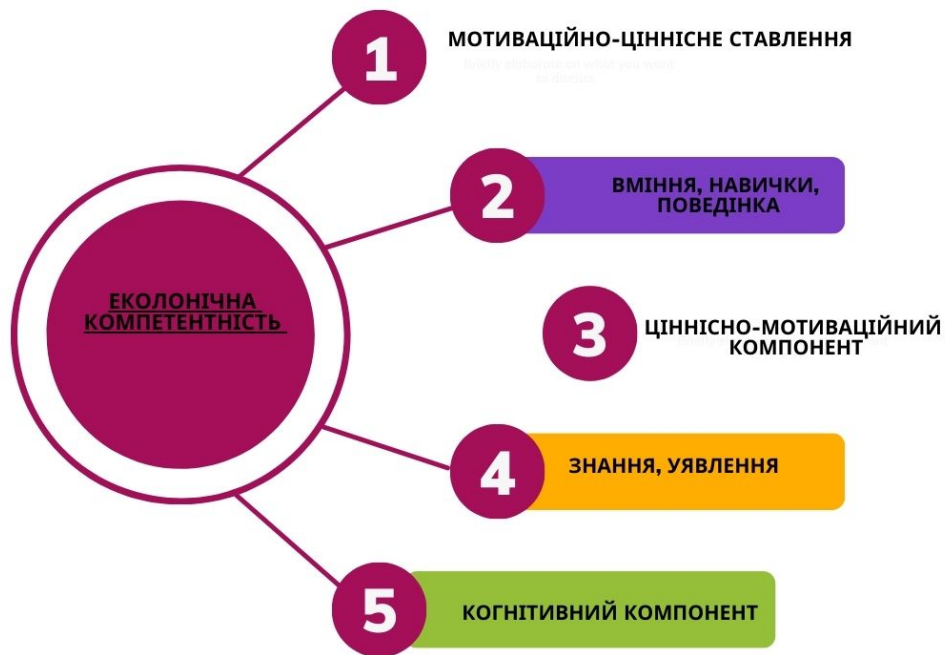 1
МОТИВАЦІЙНО-ЦІННІСНЕ СТАВЛЕННЯ
2
ВМІННЯ, НАВИЧКИ,
ПОВЕДІНКА
ЕКОЛОНІЧНА
КОМПЕТЕНТНІСТЬ
3
ЦІННІСНО-МОТИВАЦІЙНИЙ
КОМПОНЕНТ
4
ЗНАННЯ, УЯВЛЕННЯ
5
КОГНІТИВНИЙ КОМПОНЕНТ